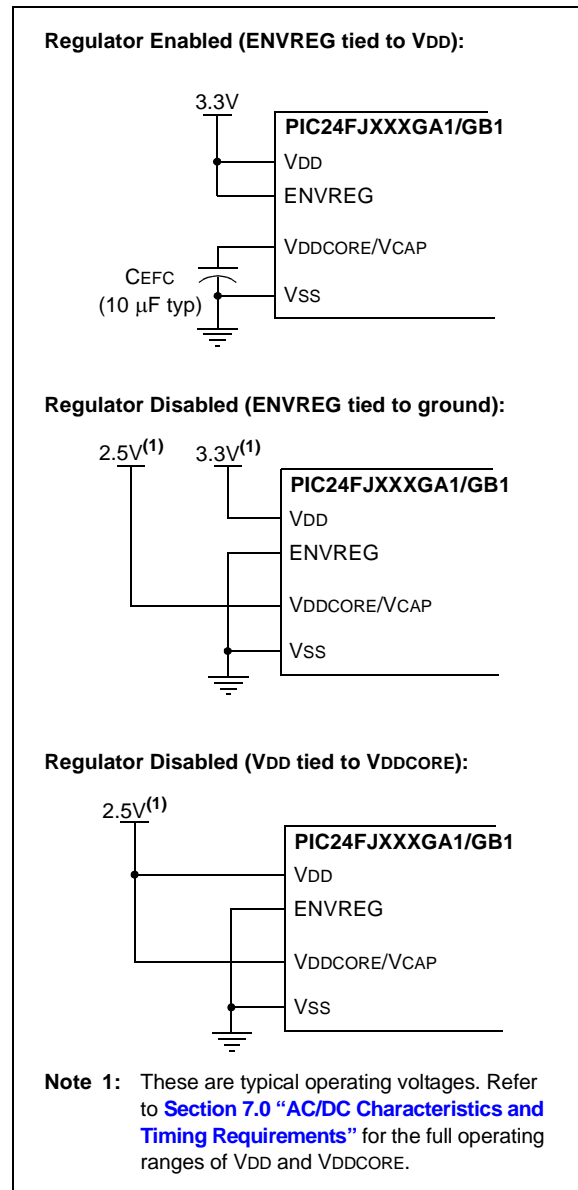 Regulator Enabled (ENVREG tied to VDD):
3.3V
PIC24FJXXXGA1/GB1
VDD
ENVREG
VDDCORE/VCAP
CEFC
(10 μF typ)
VSS
Regulator Disabled (ENVREG tied to ground):
2.5V(1) 3.3V(1)
PIC24FJXXXGA1/GB1
VDD
ENVREG
VDDCORE/VCAP
VSS
Regulator Disabled (VDD tied to VDDCORE):
2.5V(1)
PIC24FJXXXGA1/GB1
VDD
ENVREG
VDDCORE/VCAP
VSS
Note 1: These are typical operating voltages. Refer
to Section 7.0 “AC/DC Characteristics and
Timing Requirements” for the full operating
ranges of VDD and VDDCORE.